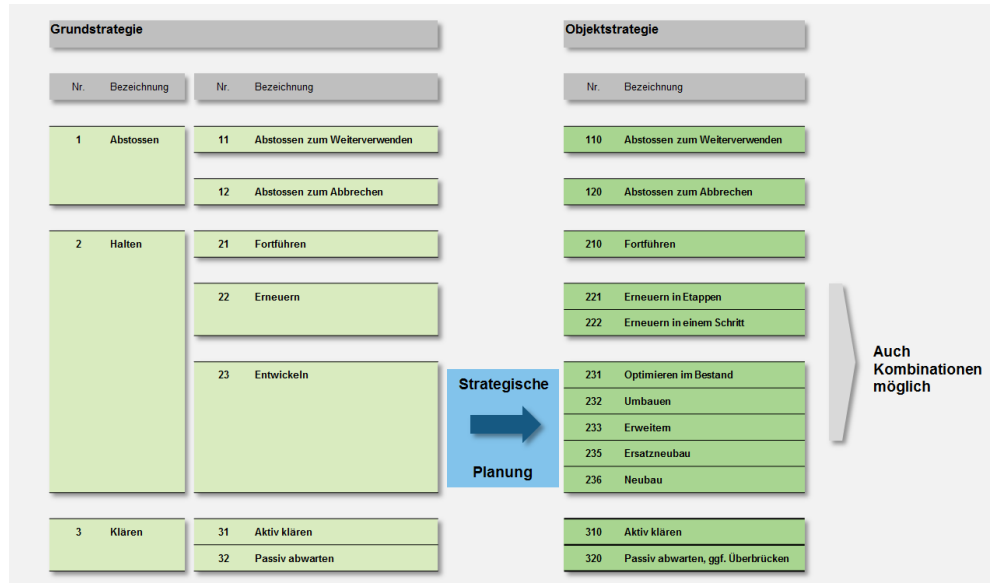 Grundstrategie Objektstrategie
Nr. Bezeichnung Nr. Bezeichnung Nr. Bezeichnung
1 Abstossen 11 Abstossen zum Weiterverwenden 110 Abstossen zum Weiterverwenden
12 Abstossen zum Abbrechen 120 Abstossen zum Abbrechen
2 Halten 21 Fortführen 210 Fortführen
22 Erneuern 221 Erneuern in Etappen
222 Erneuern in einem Schritt
23 Entwickeln 231 Optimieren im Bestand
232 Umbauen
233 Erweitern
235 Ersatzneubau
236 Neubau
Strategische
Planung
Auch
Kombinationen
möglich
3 Klären 31 Aktiv klären 310 Aktiv klären
32 Passiv abwarten 320 Passiv abwarten, ggf. Überbrücken